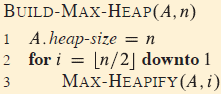 BUILD-MAX-HEAP(A, n)
1 A.heap-size = n
2 for i = ⌊n/2⌋ downto 1
3 MAX-HEAPIFY(A, i)